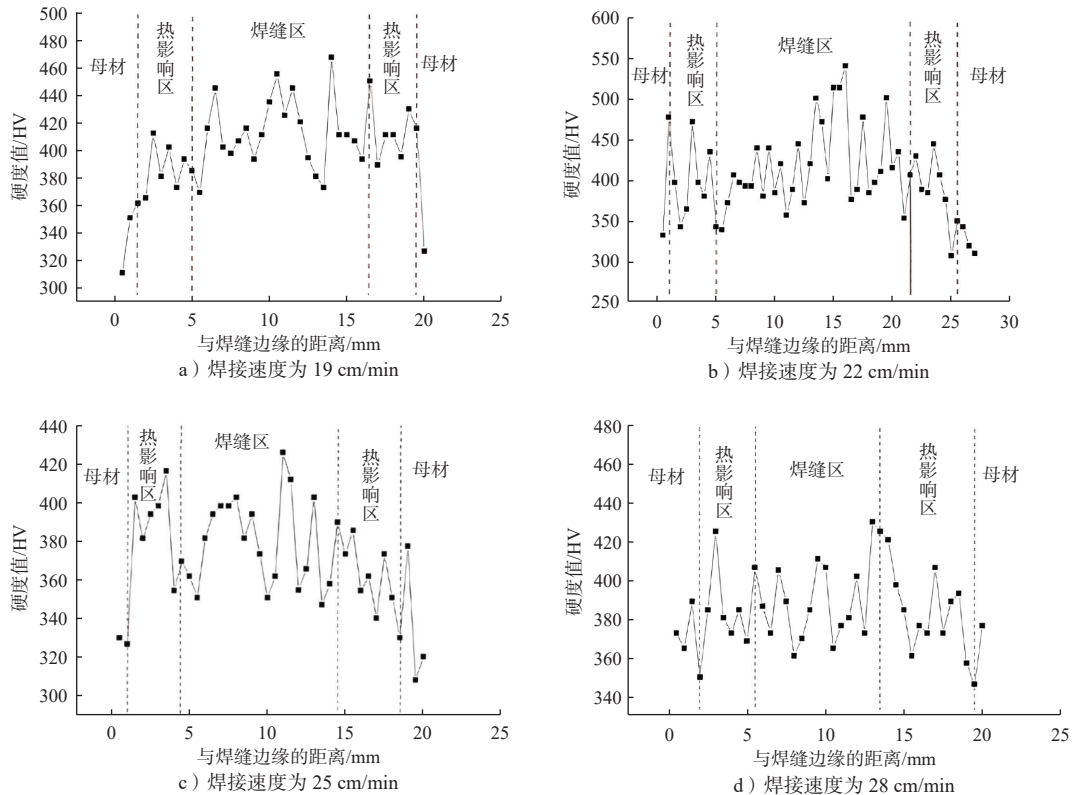 500
480
460
440
420
400
380
360
340
320
300
硬度值/HV
母材
热影响区
焊缝区
热影响区
母材
0 5 10 15 20 25
与焊缝边缘的距离/mm
a）焊接速度为 19 cm/min
600
550
500
450
400
350
300
250
硬度值/HV
母材
热影响区
焊缝区
热影响区
母材
0 5 10 15 20 25 30
与焊缝边缘的距离/mm
b）焊接速度为 22 cm/min
440
420
400
380
360
340
320
300
硬度值/HV
母材
热影响区
焊缝区
热影响区
母材
0 5 10 15 20 25
与焊缝边缘的距离/mm
c）焊接速度为 25 cm/min
480
460
440
420
400
380
360
340
硬度值/HV
母材
热影响区
焊缝区
热影响区
母材
0 5 10 15 20 25
与焊缝边缘的距离/mm
d）焊接速度为 28 cm/min